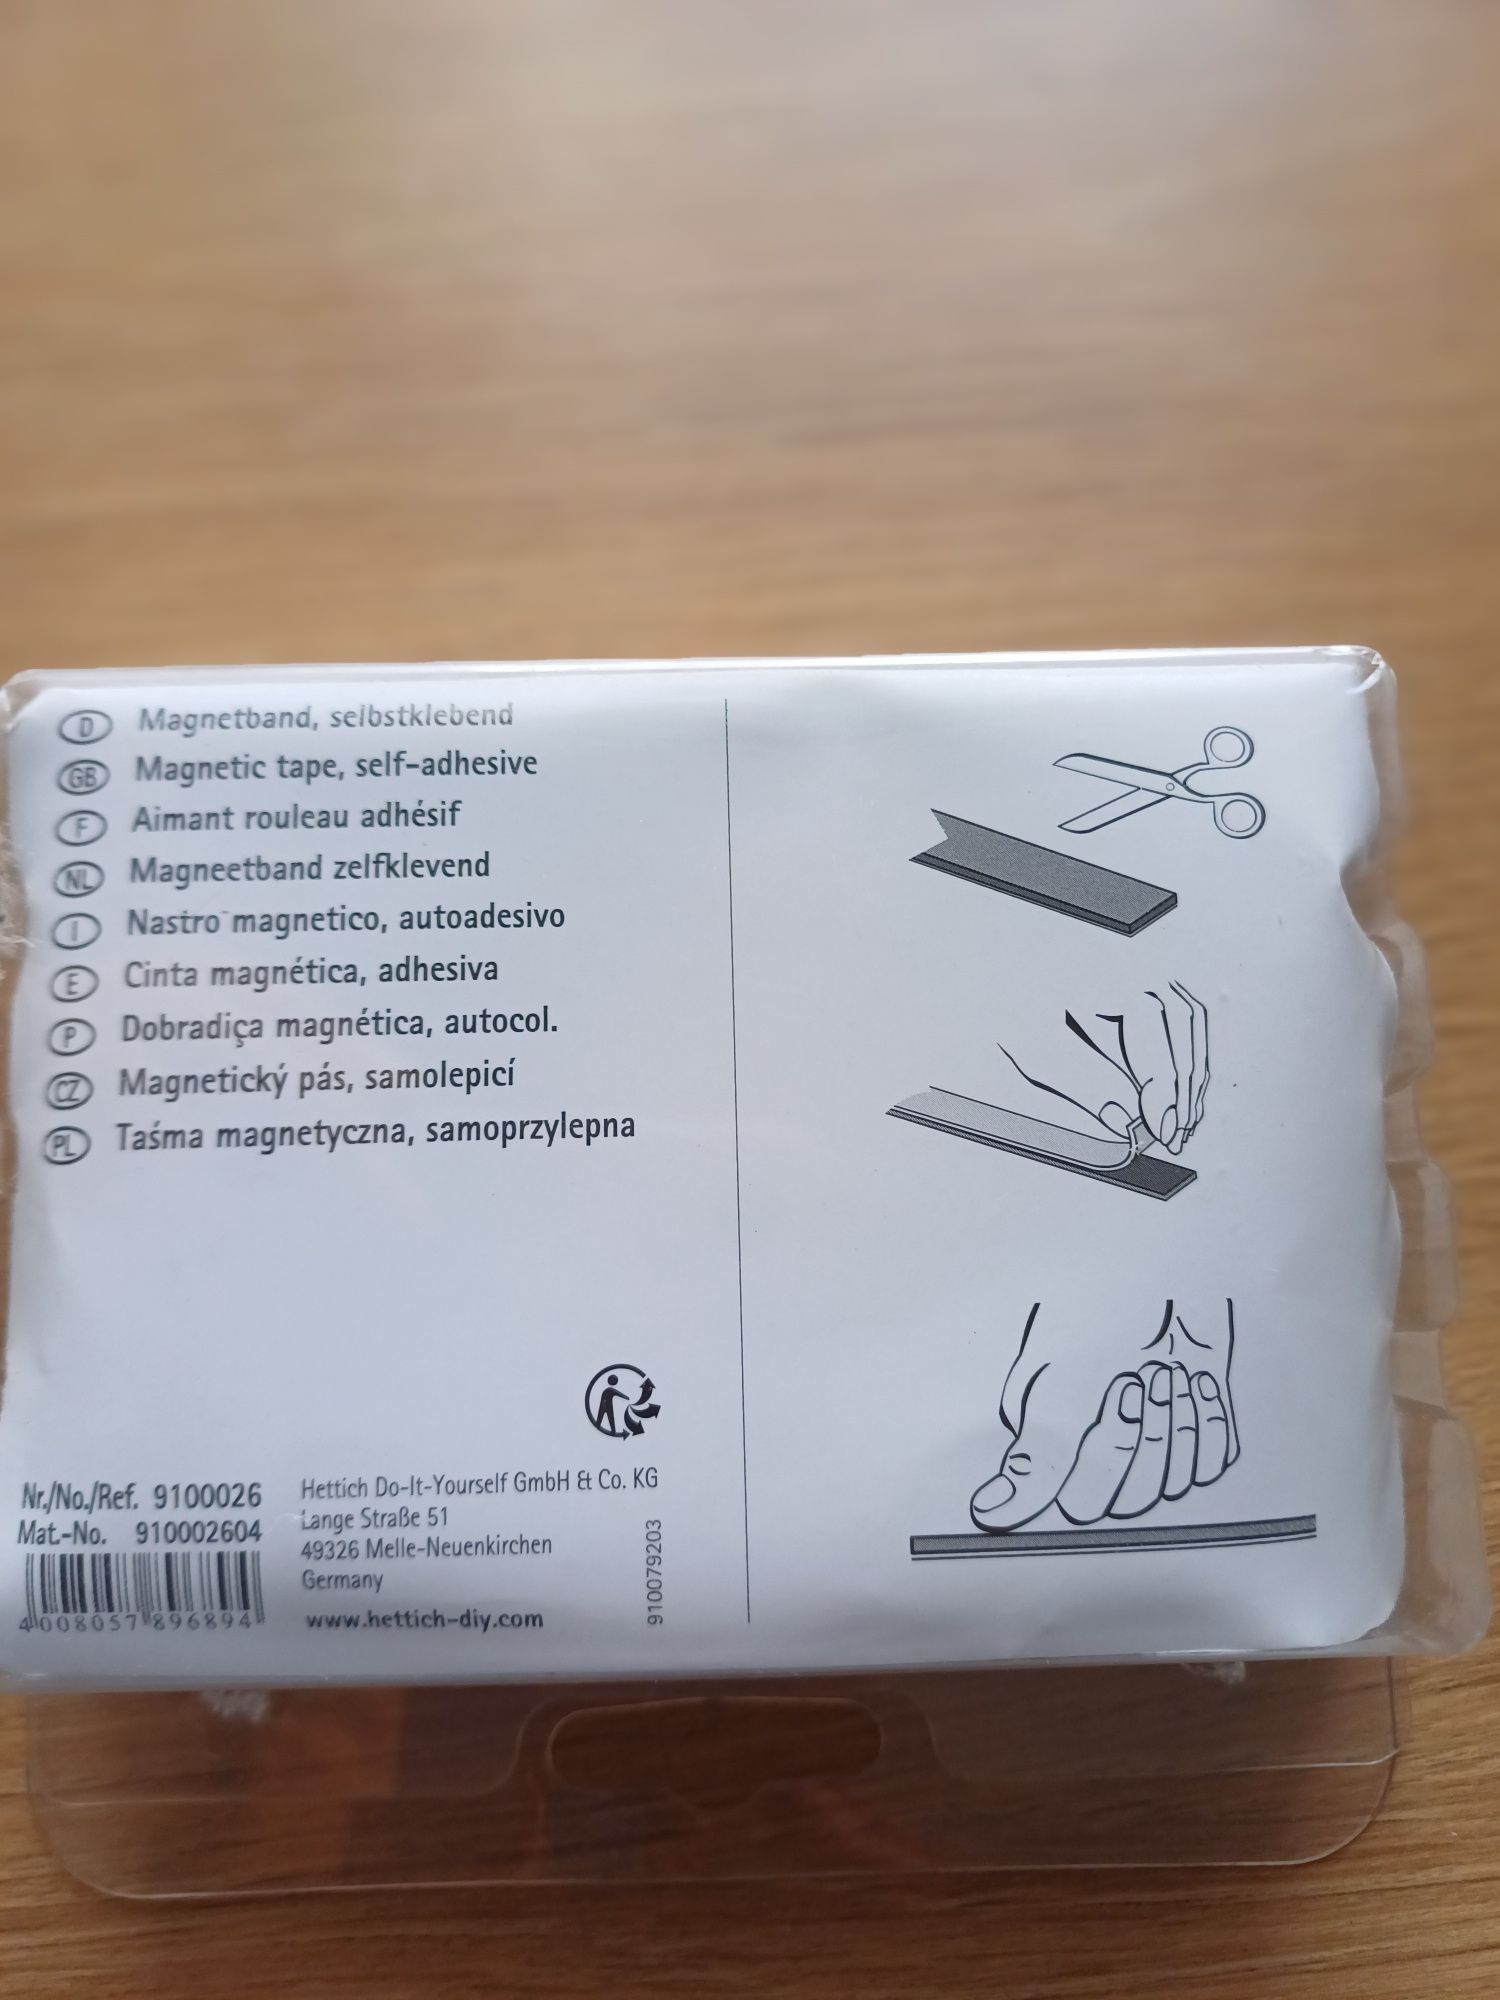 D Magnetband, selbstklebend
GB Magnetic tape, self-adhesive
F Aimant rouleau adhésif
NL Magneetband zelfklevend
I Nastro magnetico, autoadesivo
E Cinta magnética, adhesiva
P Dobradiça magnética, autocol.
CZ Magnetický pás, samolepicí
PL Taśma magnetyczna, samoprzylepna
Nr./No./Ref. 9100026
Mat.-No. 910002604
4008057896894
Hettich Do-It-Yourself GmbH & Co. KG
Lange Straße 51
49326 Melle-Neuenkirchen
Germany
www.hettich-diy.com
910079203